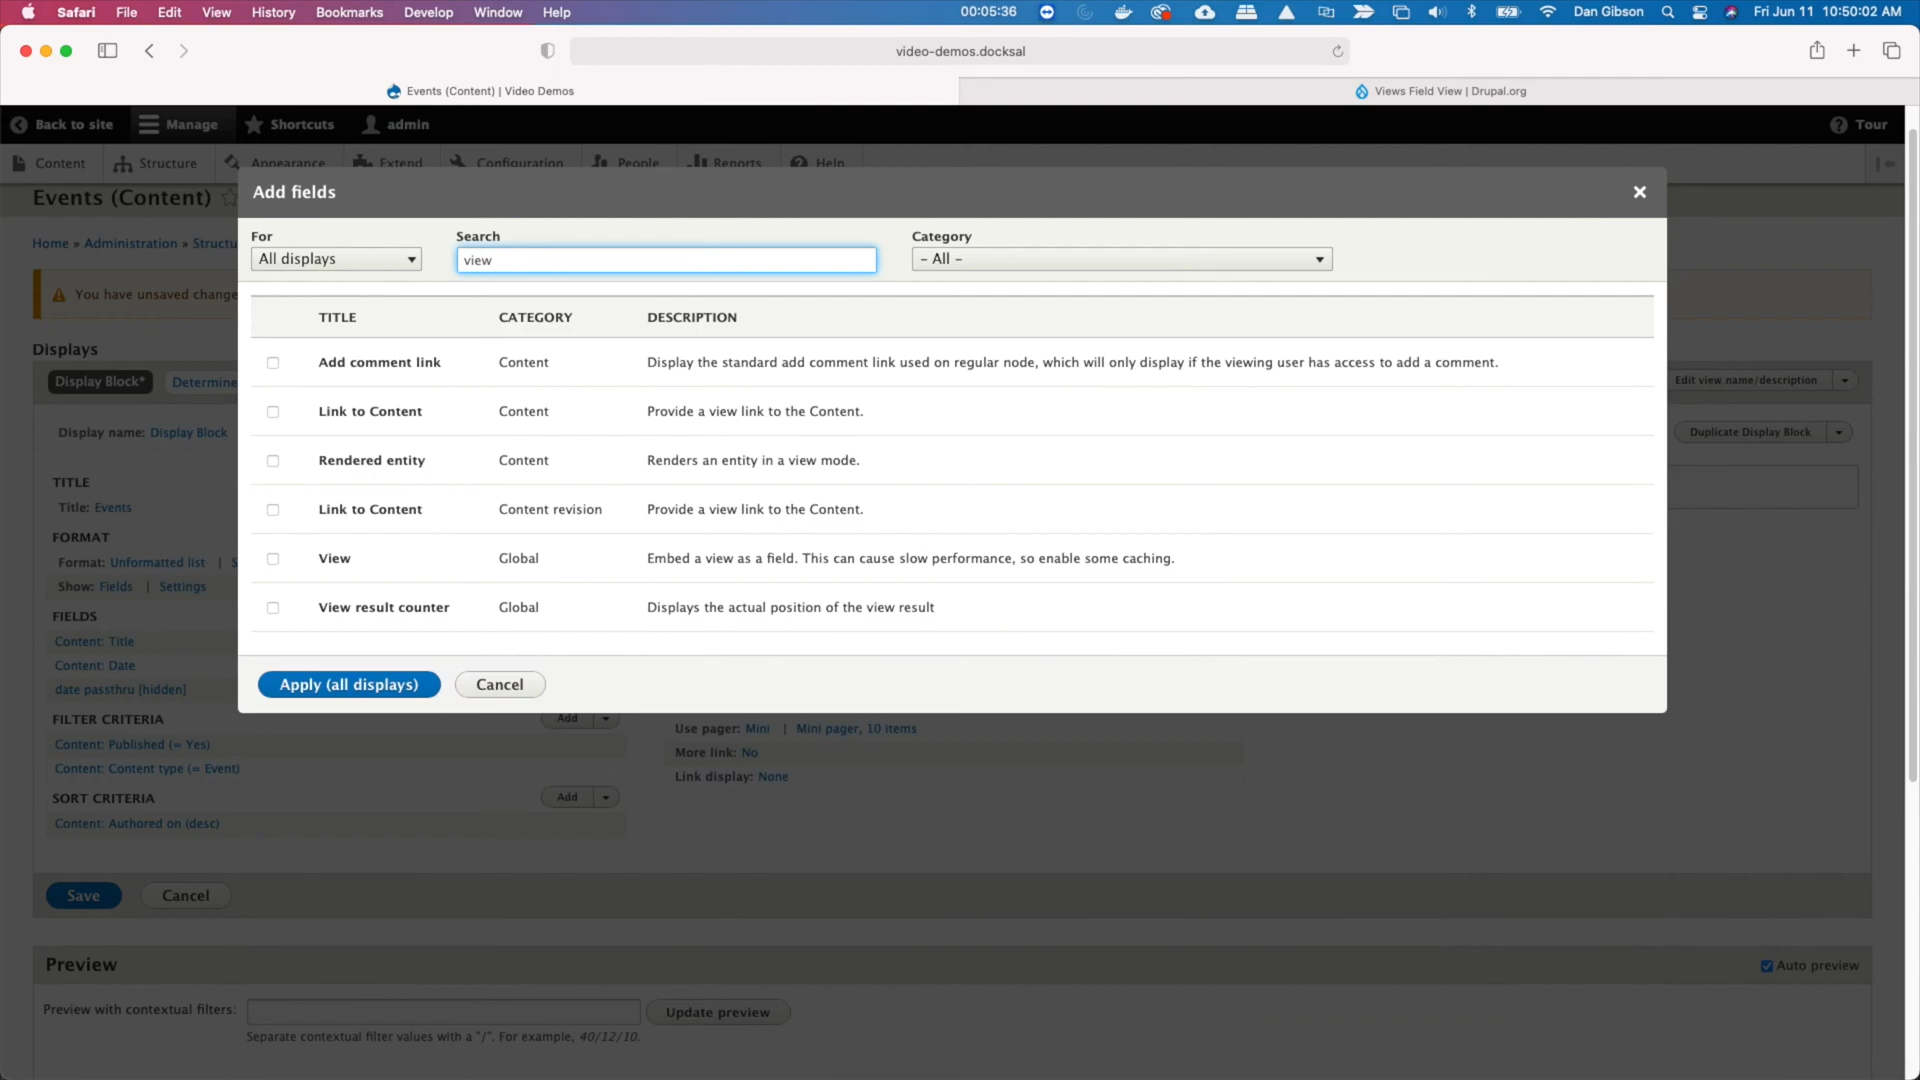 Safari File Edit View History Bookmarks Develop Window Help 00:05:36 Dan Gibson Fri Jun 11 10:50:02 AM
video-demos.docksal
Events (Content) | Video Demos
Views Field View | Drupal.org
Back to site Manage Shortcuts admin Tour
Content Structure Appearance Extend Configuration People Reports Help
Events (Content)
Home » Administration » Structu
You have unsaved change
Displays
Display Block* Determine
Edit view name/description
Display name: Display Block
Duplicate Display Block
TITLE
Title: Events
FORMAT
Format: Unformatted list | S
Show: Fields | Settings
FIELDS
Content: Title
Content: Date
date passthru [hidden]
FILTER CRITERIA
Add
Content: Published (= Yes)
Content: Content type (= Event)
SORT CRITERIA
Add
Content: Authored on (desc)
Use pager: Mini | Mini pager, 10 items
More link: No
Link display: None
Add fields
For
Search
Category
All displays
view
- All -
TITLE CATEGORY DESCRIPTION
Add comment link Content Display the standard add comment link used on regular node, which will only display if the viewing user has access to add a comment.
Link to Content Content Provide a view link to the Content.
Rendered entity Content Renders an entity in a view mode.
Link to Content Content revision Provide a view link to the Content.
View Global Embed a view as a field. This can cause slow performance, so enable some caching.
View result counter Global Displays the actual position of the view result
Apply (all displays) Cancel
Save Cancel
Preview
Auto preview
Preview with contextual filters:
Update preview
Separate contextual filter values with a "/". For example, 40/12/10.